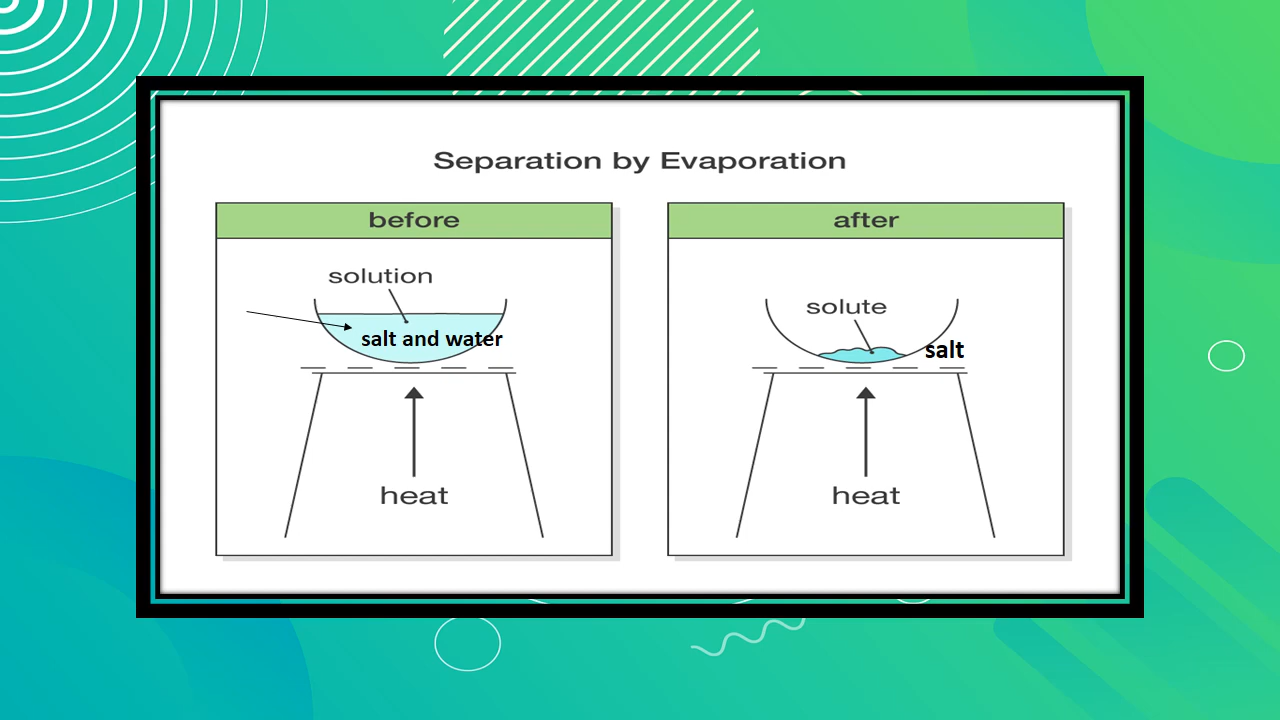 Separation by Evaporation
before
solution
salt and water
heat
after
solute
salt
heat